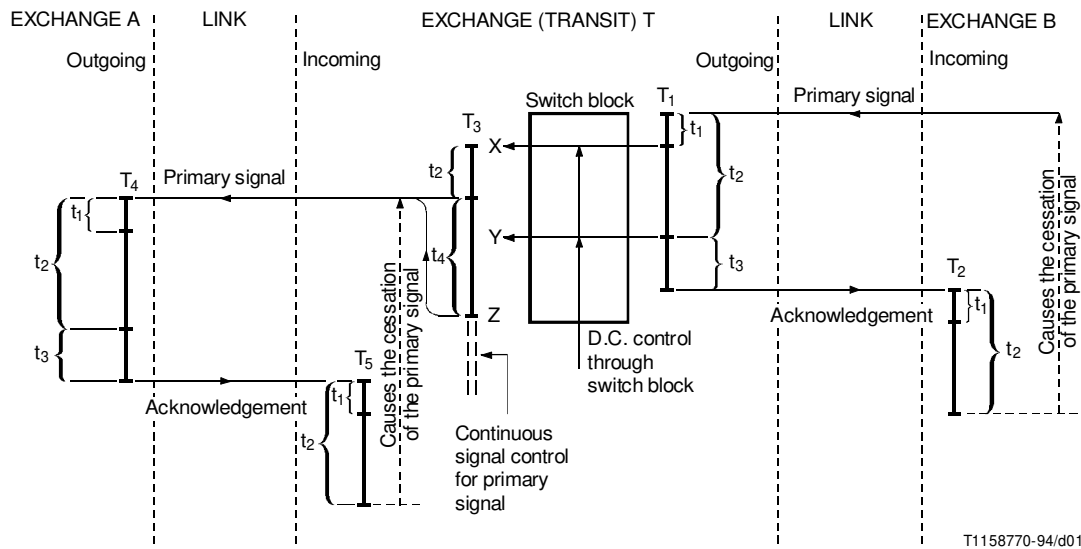 EXCHANGE A
LINK
EXCHANGE (TRANSIT) T
LINK
EXCHANGE B
Outgoing
Incoming
Outgoing
Incoming
Switch block
Primary signal
T1
T3
t1
X
t2
t2
T4
Primary signal
t1
Y
t2
t4
t3
T2
Z
t1
Acknowledgement
t2
Causes the cessation
of the primary signal
t3
T5
D.C. control
through
switch block
t1
Acknowledgement
t2
Causes the cessation
of the primary signal
Continuous
signal control
for primary
signal
T1158770-94/d01